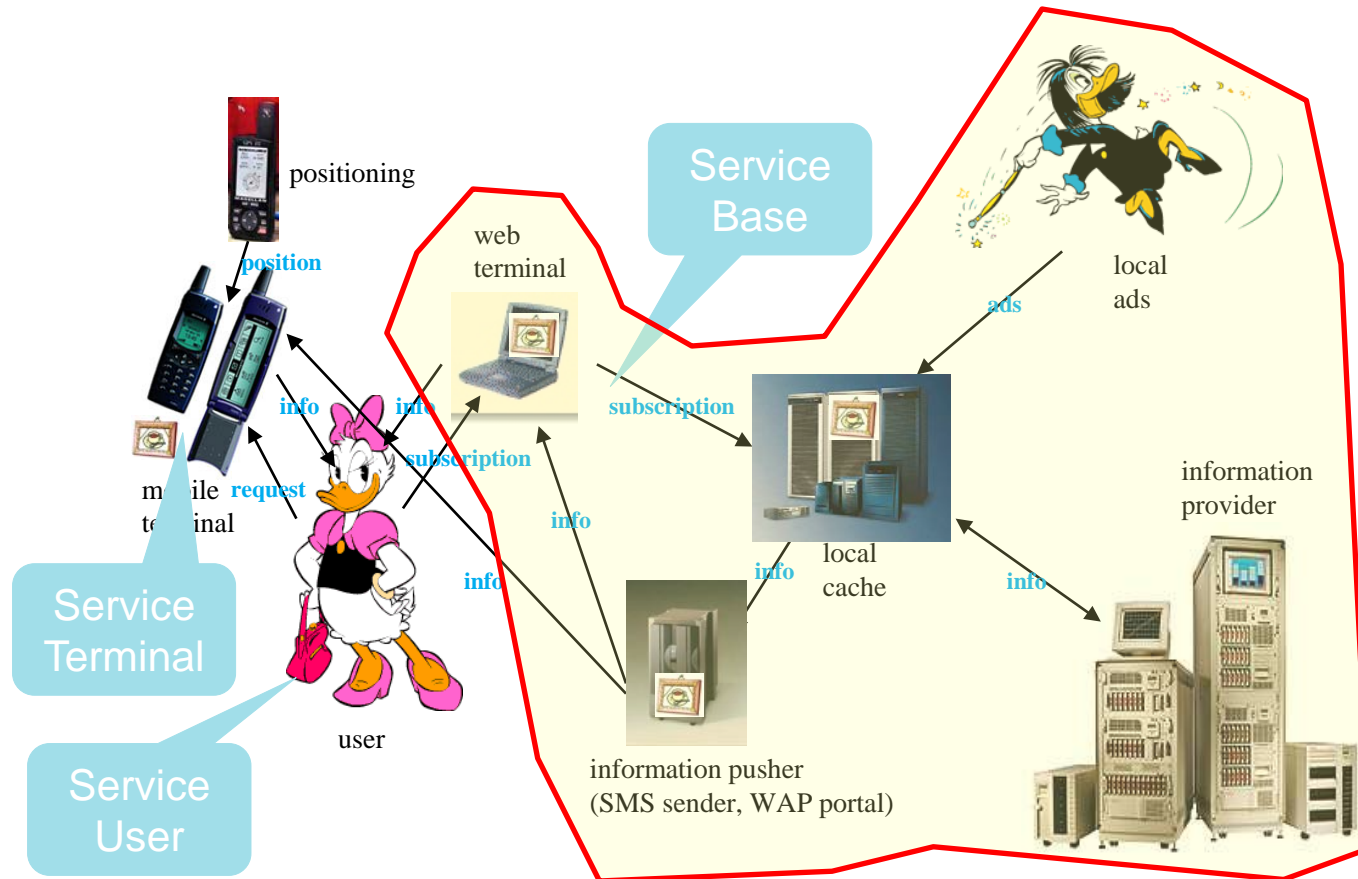 positioning
position
web
terminal
Service
Base
local
ads
ads
info
info
subscription
subscription
mobile
terminal
request
info
info
info
local
cache
info
information
provider
Service
Terminal
user
Service
User
information pusher
(SMS sender, WAP portal)